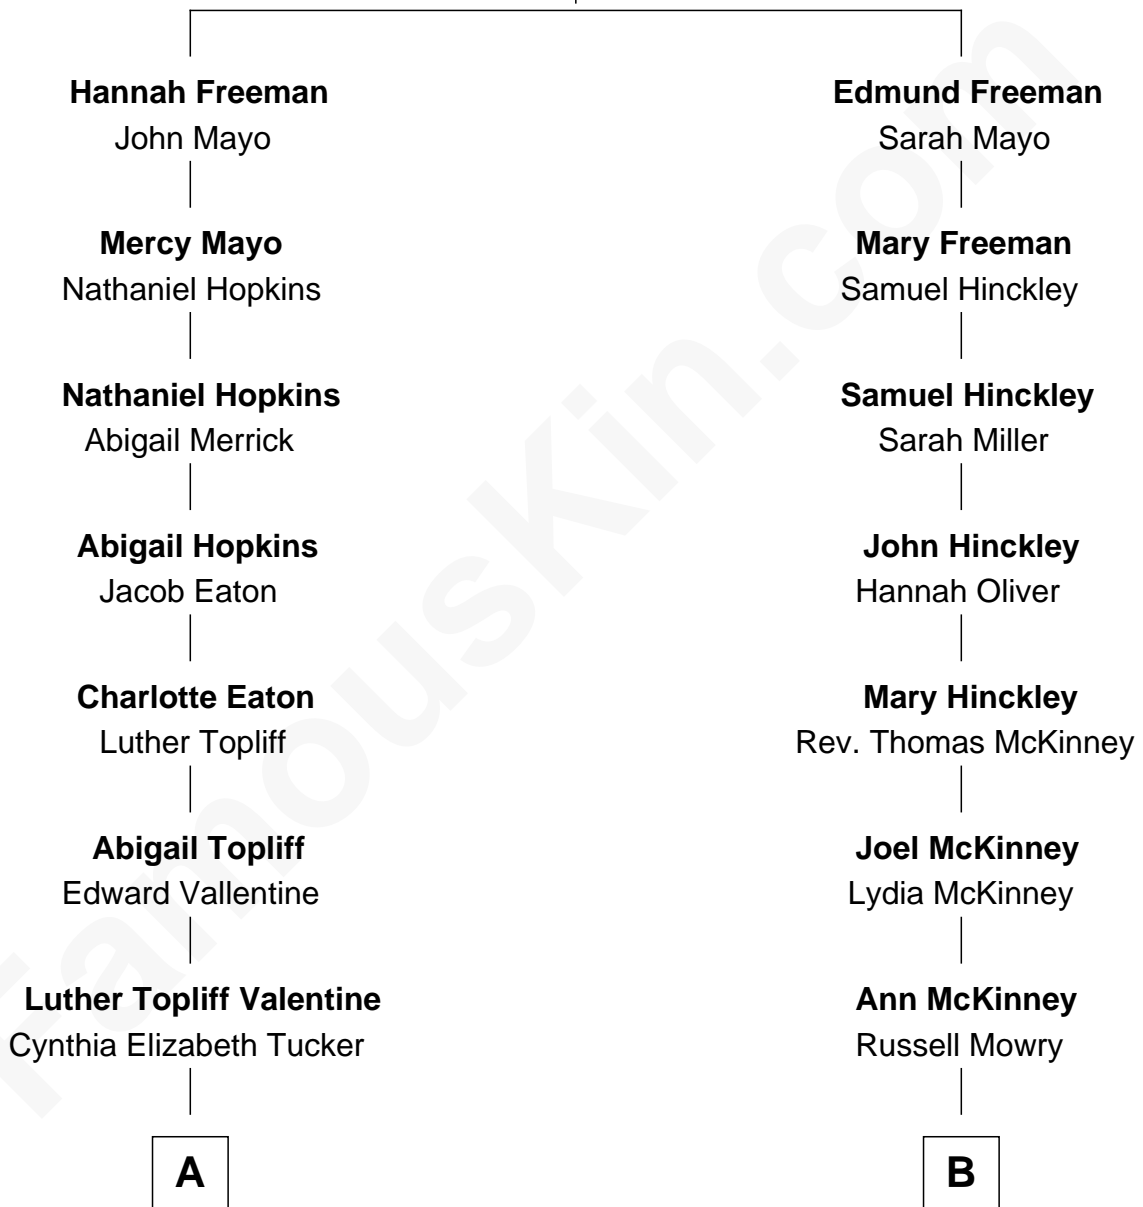 Hannah Freeman
John Mayo
Mercy Mayo
Nathaniel Hopkins
Nathaniel Hopkins
Abigail Merrick
Abigail Hopkins
Jacob Eaton
Charlotte Eaton
Luther Topliff
Abigail Topliff
Edward Vallentine
Luther Topliff Valentine
Cynthia Elizabeth Tucker
A
Edmund Freeman
Sarah Mayo
Mary Freeman
Samuel Hinckley
Samuel Hinckley
Sarah Miller
John Hinckley
Hannah Oliver
Mary Hinckley
Rev. Thomas McKinney
Joel McKinney
Lydia McKinney
Ann McKinney
Russell Mowry
B
FamousKin.com